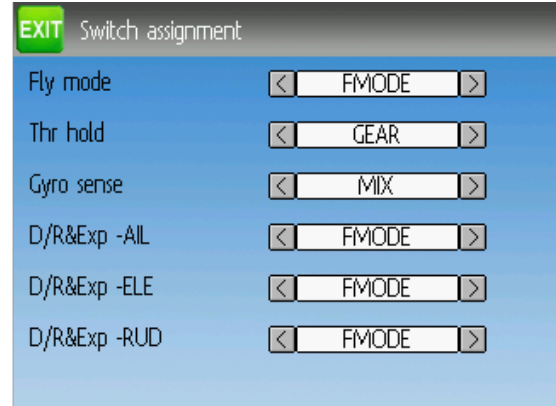 EXIT Switch assignment
Fly mode < FMODE >
Thr hold < GEAR >
Gyro sense < MIX >
D/R&Exp -AIL < FMODE >
D/R&Exp -ELE < FMODE >
D/R&Exp -RUD < FMODE >